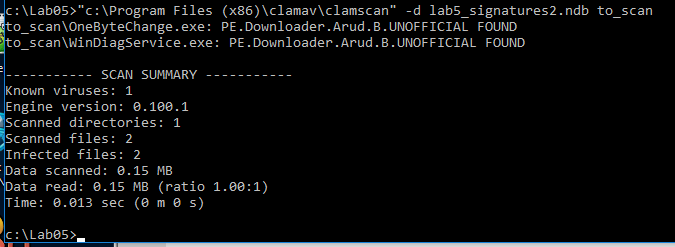 c:\Lab05>"c:\Program Files (x86)\clamav\clamscan" -d lab5_signatures2.ndb to_scan
to_scan\OneByteChange.exe: PE.Downloader.Arud.B.UNOFFICIAL FOUND
to_scan\WinDiagService.exe: PE.Downloader.Arud.B.UNOFFICIAL FOUND
----------- SCAN SUMMARY -----------
Known viruses: 1
Engine version: 0.100.1
Scanned directories: 1
Scanned files: 2
Infected files: 2
Data scanned: 0.15 MB
Data read: 0.15 MB (ratio 1.00:1)
Time: 0.013 sec (0 m 0 s)
c:\Lab05>